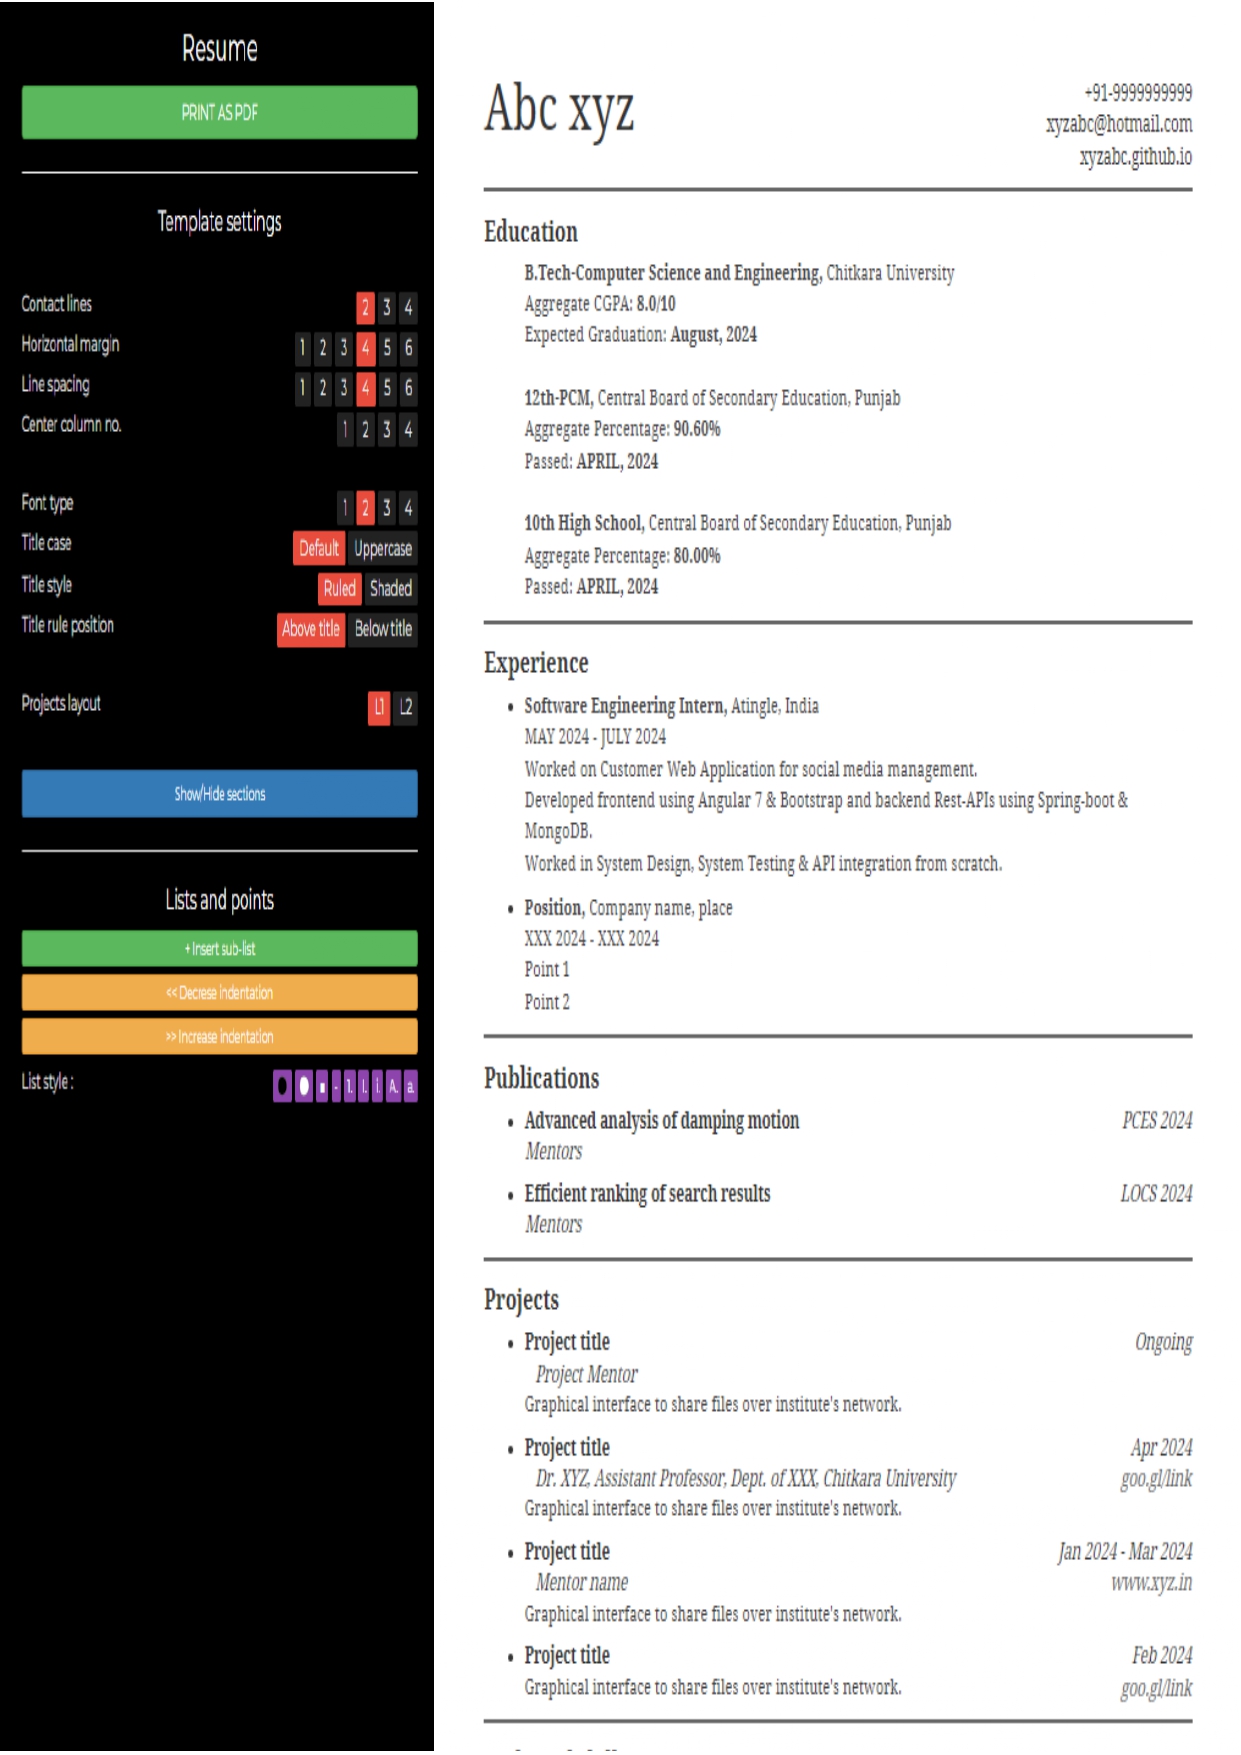 Resume
PRINT AS PDF
Template settings
Contact lines 2 3 4
Horizontal margin 1 2 3 4 5 6
Line spacing 1 2 3 4 5 6
Center column no. 1 2 3 4
Font type 1 2 3 4
Title case Default Uppercase
Title style Ruled Shaded
Title rule position Above title Below title
Projects layout L1 L2
Show/Hide sections
Lists and points
+ Insert sub-list
<< Decrese indentation
>> Increase indentation
List style : - 1. I. i. A. a.
Abc xyz
+91-9999999999
xyzabc@hotmail.com
xyzabc.github.io
Education
B.Tech-Computer Science and Engineering, Chitkara University
Aggregate CGPA: 8.0/10
Expected Graduation: August, 2024
12th-PCM, Central Board of Secondary Education, Punjab
Aggregate Percentage: 90.60%
Passed: APRIL, 2024
10th High School, Central Board of Secondary Education, Punjab
Aggregate Percentage: 80.00%
Passed: APRIL, 2024
Experience
• Software Engineering Intern, Atingle, India
MAY 2024 - JULY 2024
Worked on Customer Web Application for social media management.
Developed frontend using Angular 7 & Bootstrap and backend Rest-APIs using Spring-boot &
MongoDB.
Worked in System Design, System Testing & API integration from scratch.
• Position, Company name, place
XXX 2024 - XXX 2024
Point 1
Point 2
Publications
• Advanced analysis of damping motion PCES 2024
Mentors
• Efficient ranking of search results LOCS 2024
Mentors
Projects
• Project title Ongoing
Project Mentor
Graphical interface to share files over institute's network.
• Project title Apr 2024
Dr. XYZ, Assistant Professor, Dept. of XXX, Chitkara University goo.gl/link
Graphical interface to share files over institute's network.
• Project title Jan 2024 - Mar 2024
Mentor name www.xyz.in
Graphical interface to share files over institute's network.
• Project title Feb 2024
Graphical interface to share files over institute's network. goo.gl/link